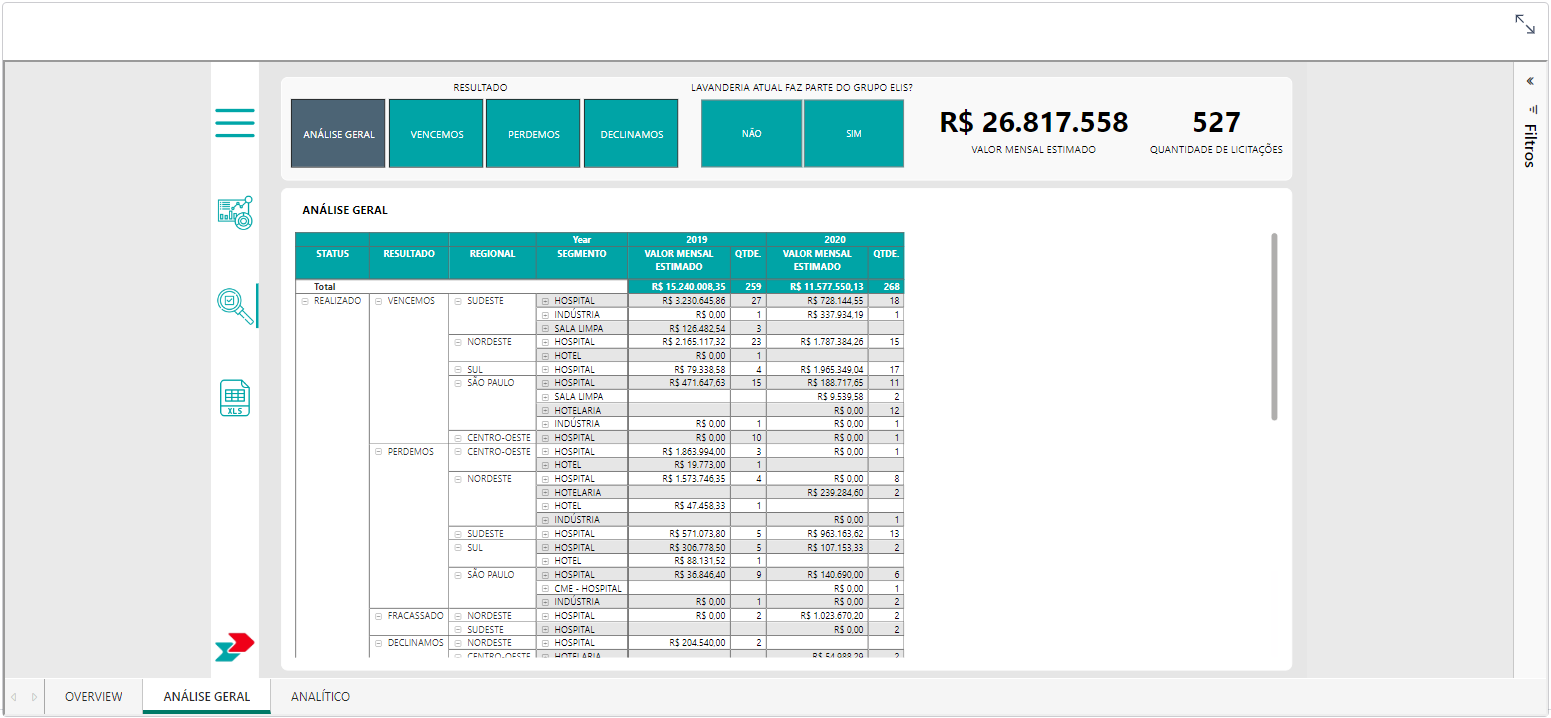 RESULTADO
LAVANDERIA ATUAL FAZ PARTE DO GRUPO ELIS?
ANÁLISE GERAL VENCEMOS PERDEMOS DECLINAMOS NÃO SIM
R$ 26.817.558 527
VALOR MENSAL ESTIMADO QUANTIDADE DE LICITAÇÕES
Filtros
XLS
ANÁLISE GERAL
Year 2019 2020
STATUS RESULTADO REGIONAL SEGMENTO VALOR MENSAL ESTIMADO QTDE. VALOR MENSAL ESTIMADO QTDE.
Total R$ 15.240.008,35 259 R$ 11.577.550,13 268
REALIZADO VENCEMOS SUDESTE HOSPITAL R$ 3.230.645,86 27 R$ 728.144,55 18
INDÚSTRIA R$ 0,00 1 R$ 337.934,19 1
SALA LIMPA R$ 126.482,54 3
NORDESTE HOSPITAL R$ 2.165.117,32 23 R$ 1.787.384,26 15
HOTEL R$ 0,00 1
SUL HOSPITAL R$ 79.338,58 4 R$ 1.965.349,04 17
SÃO PAULO HOSPITAL R$ 471.647,63 15 R$ 188.717,65 11
SALA LIMPA R$ 9.539,58 2
HOTELARIA R$ 0,00 12
INDÚSTRIA R$ 0,00 1 R$ 0,00 1
CENTRO-OESTE HOSPITAL R$ 0,00 10 R$ 0,00 1
PERDEMOS CENTRO-OESTE HOSPITAL R$ 1.863.994,00 3 R$ 0,00 1
HOTEL R$ 19.773,00 1
NORDESTE HOSPITAL R$ 1.573.746,35 4 R$ 0,00 8
HOTELARIA R$ 239.284,60 2
HOTEL R$ 47.458,33 1
INDÚSTRIA R$ 0,00 1
SUDESTE HOSPITAL R$ 571.073,80 5 R$ 963.163,62 13
SUL HOSPITAL R$ 306.778,50 5 R$ 107.153,33 2
HOTEL R$ 88.131,52 1
SÃO PAULO HOSPITAL R$ 36.846,40 9 R$ 140.690,00 6
CME - HOSPITAL R$ 0,00 1
INDÚSTRIA R$ 0,00 1 R$ 0,00 2
FRACASSADO NORDESTE HOSPITAL R$ 0,00 2 R$ 1.023.670,20 2
SUDESTE HOSPITAL R$ 0,00 2
DECLINAMOS NORDESTE HOSPITAL R$ 204.540,00 2
CENTRO-OESTE HOTELARIA R$ 54.988,29 2
OVERVIEW ANÁLISE GERAL ANALÍTICO